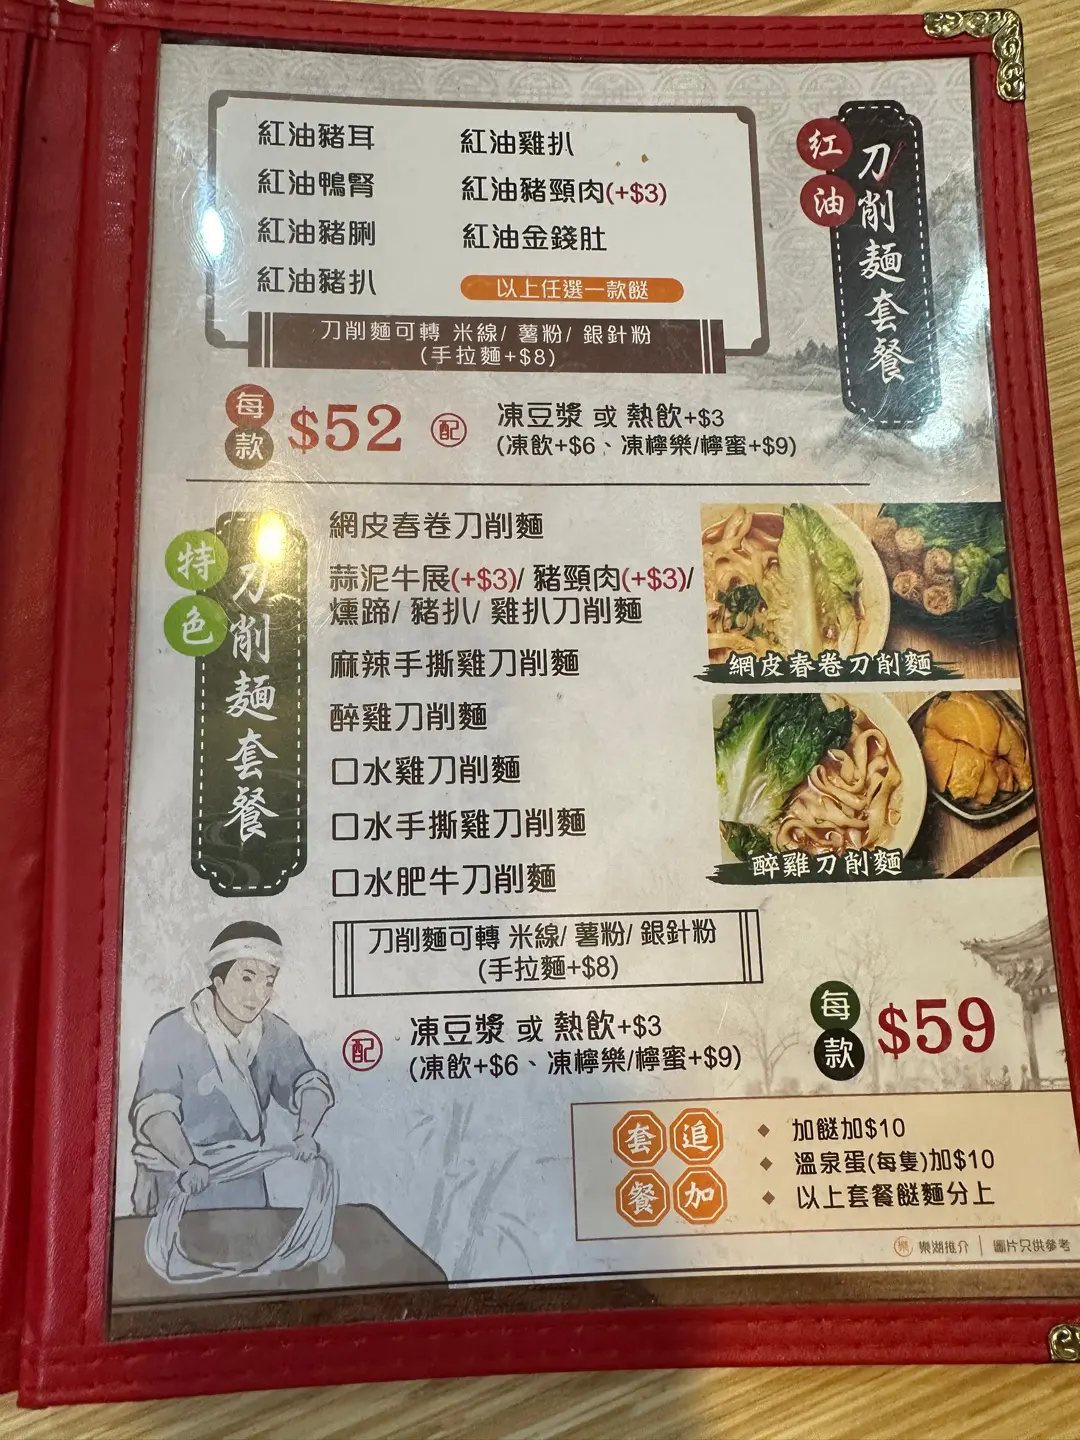 紅油
刀削麵套餐
紅油豬耳
紅油雞扒
紅油鴨腎
紅油豬頸肉(+$3)
紅油豬脷
紅油金錢肚
紅油豬扒
以上任選一款餸
刀削麵可轉 米線/ 薯粉/ 銀針粉
(手拉麵+$8)
每款
$52
配
凍豆漿 或 熱飲+$3
(凍飲+$6、凍檸樂/檸蜜+$9)
特色
刀削麵套餐
網皮春卷刀削麵
蒜泥牛展(+$3)/ 豬頸肉(+$3)/
燻蹄/ 豬扒/ 雞扒刀削麵
麻辣手撕雞刀削麵
醉雞刀削麵
口水雞刀削麵
口水手撕雞刀削麵
口水肥牛刀削麵
網皮春卷刀削麵
醉雞刀削麵
刀削麵可轉 米線/ 薯粉/ 銀針粉
(手拉麵+$8)
配
凍豆漿 或 熱飲+$3
(凍飲+$6、凍檸樂/檸蜜+$9)
每款
$59
套餐追加
加餸加$10
溫泉蛋(每隻)加$10
以上套餐餸麵分上
樂湖推介 | 圖片只供參考